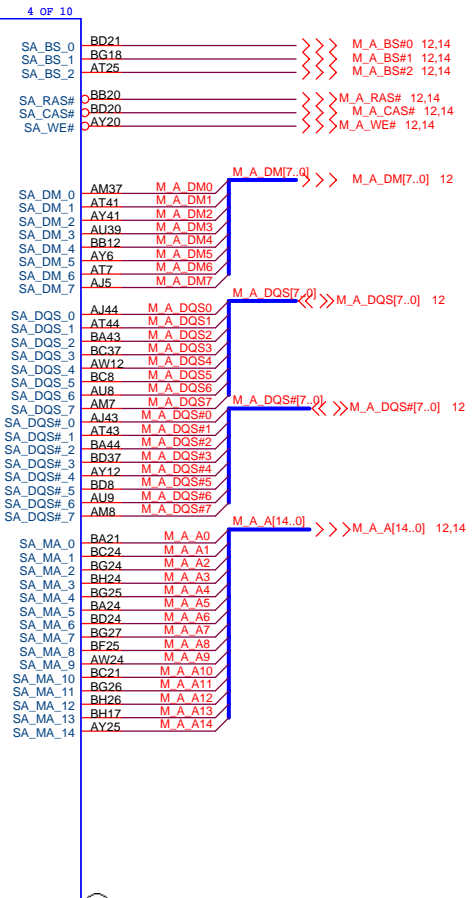 4 OF 10
SA_BS_0 BD21 M_A_BS#0 12,14
SA_BS_1 BG18 M_A_BS#1 12,14
SA_BS_2 AT25 M_A_BS#2 12,14
SA_RAS# BB20 M_A_RAS# 12,14
SA_CAS# BD20 M_A_CAS# 12,14
SA_WE# AY20 M_A_WE# 12,14
M_A_DM[7..0] M_A_DM[7..0] 12
SA_DM_0 AM37 M_A_DM0
SA_DM_1 AT41 M_A_DM1
SA_DM_2 AY41 M_A_DM2
SA_DM_3 AU39 M_A_DM3
SA_DM_4 BB12 M_A_DM4
SA_DM_5 AY6 M_A_DM5
SA_DM_6 AT7 M_A_DM6
SA_DM_7 AJ5 M_A_DM7
M_A_DQS[7..0] M_A_DQS[7..0] 12
SA_DQS_0 AJ44 M_A_DQS0
SA_DQS_1 AT44 M_A_DQS1
SA_DQS_2 BA43 M_A_DQS2
SA_DQS_3 BC37 M_A_DQS3
SA_DQS_4 AW12 M_A_DQS4
SA_DQS_5 BC8 M_A_DQS5
SA_DQS_6 AU8 M_A_DQS6
SA_DQS_7 AM7 M_A_DQS7
M_A_DQS#[7..0] M_A_DQS#[7..0] 12
SA_DQS#_0 AJ43 M_A_DQS#0
SA_DQS#_1 AT43 M_A_DQS#1
SA_DQS#_2 BA44 M_A_DQS#2
SA_DQS#_3 BD37 M_A_DQS#3
SA_DQS#_4 AY12 M_A_DQS#4
SA_DQS#_5 BD8 M_A_DQS#5
SA_DQS#_6 AU9 M_A_DQS#6
SA_DQS#_7 AM8 M_A_DQS#7
M_A_A[14..0] M_A_A[14..0] 12,14
SA_MA_0 BA21 M_A_A0
SA_MA_1 BC24 M_A_A1
SA_MA_2 BG24 M_A_A2
SA_MA_3 BH24 M_A_A3
SA_MA_4 BG25 M_A_A4
SA_MA_5 BA24 M_A_A5
SA_MA_6 BD24 M_A_A6
SA_MA_7 BG27 M_A_A7
SA_MA_8 BF25 M_A_A8
SA_MA_9 AW24 M_A_A9
SA_MA_10 BC21 M_A_A10
SA_MA_11 BG26 M_A_A11
SA_MA_12 BH26 M_A_A12
SA_MA_13 BH17 M_A_A13
SA_MA_14 AY25 M_A_A14